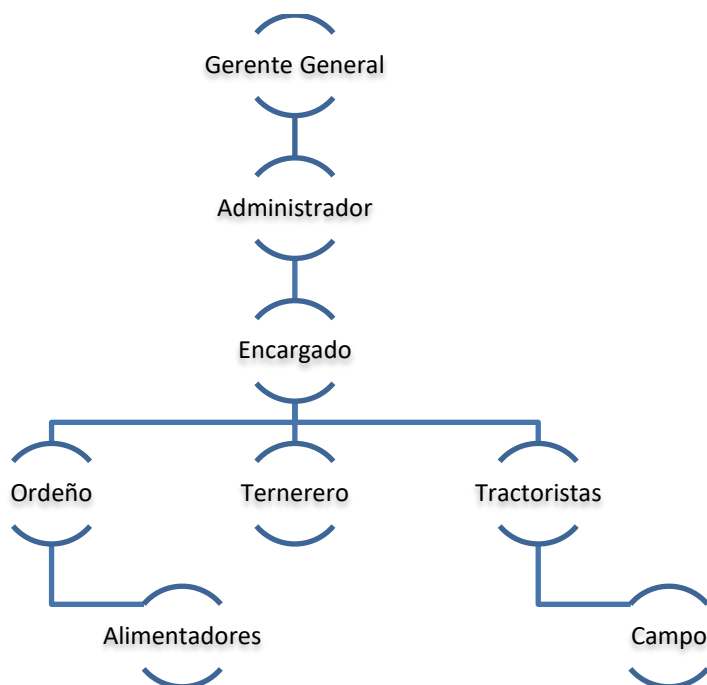 Gerente General
Administrador
Encargado
Ordeño
Ternerero
Tractoristas
Alimentadores
Campo